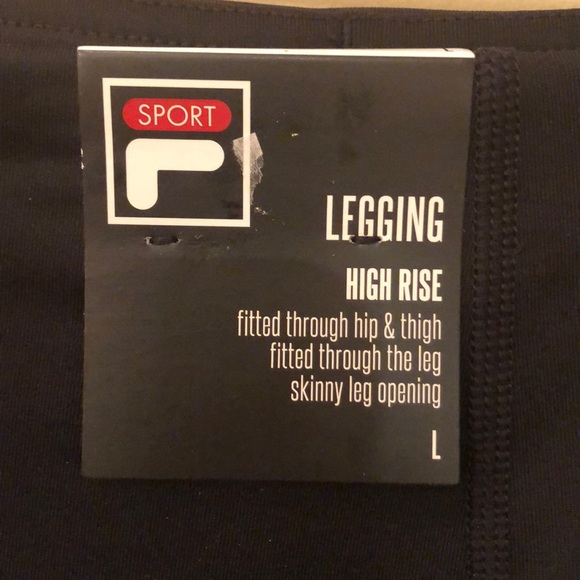 SPORT
LEGGING
HIGH RISE
fitted through hip & thigh
fitted through the leg
skinny leg opening
L